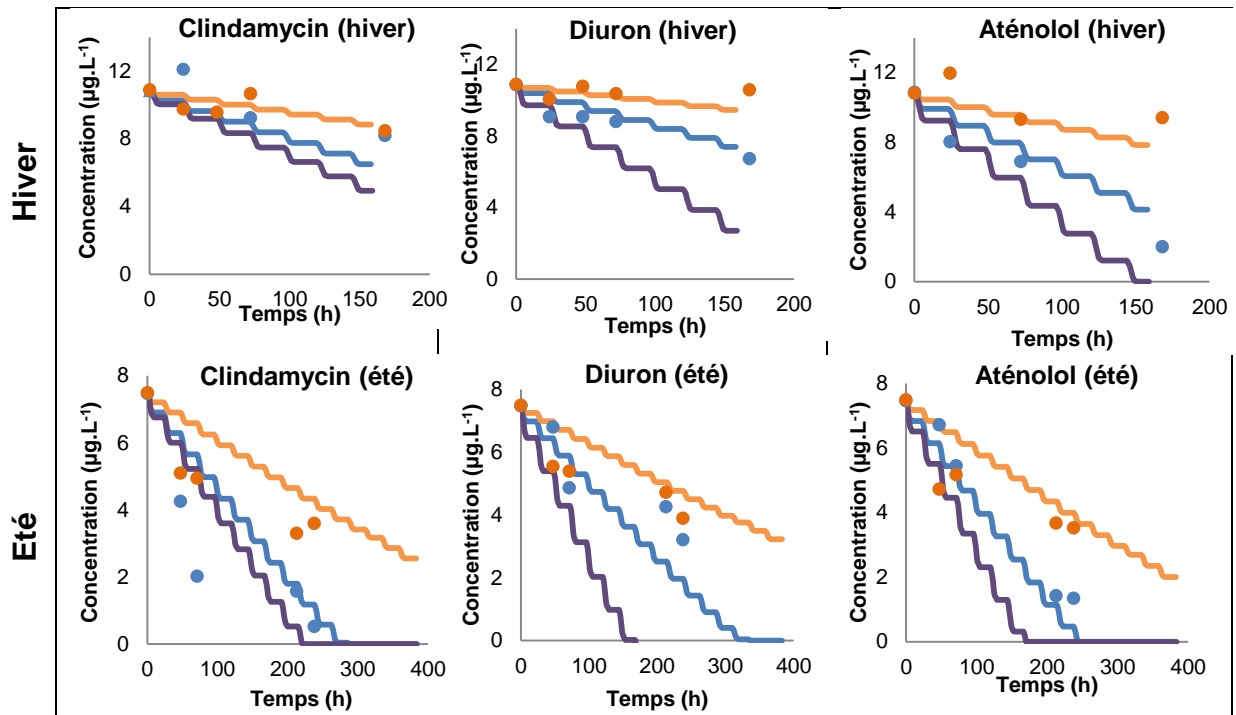 Hiver
Clindamycin (hiver)
Concentration (µg.L⁻¹)
12
8
4
0
0 50 100 150 200
Temps (h)
Diuron (hiver)
Concentration (µg.L⁻¹)
12
8
4
0
0 50 100 150 200
Temps (h)
Aténolol (hiver)
Concentration (µg.L⁻¹)
12
8
4
0
0 50 100 150 200
Temps (h)
Eté
Clindamycin (été)
Concentration (µg.L⁻¹)
8
6
4
2
0
0 100 200 300 400
Temps (h)
Diuron (été)
Concentration (µg.L⁻¹)
8
6
4
2
0
0 100 200 300 400
Temps (h)
Aténolol (été)
Concentration (µg.L⁻¹)
8
6
4
2
0
0 100 200 300 400
Temps (h)